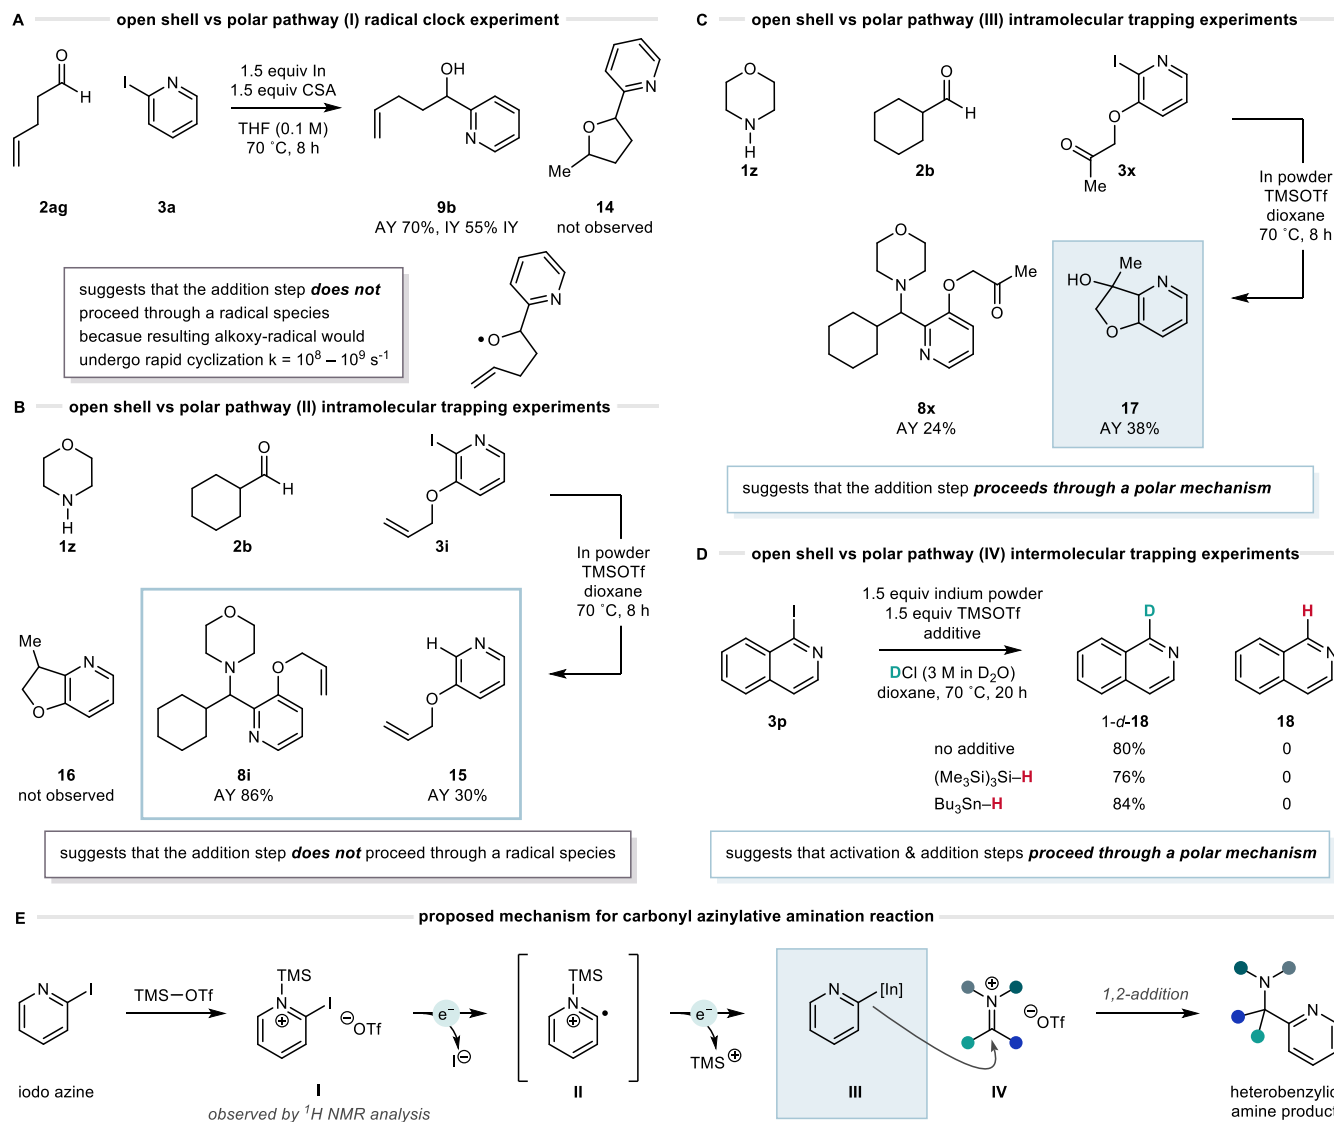 A open shell vs polar pathway (I) radical clock experiment
O
H
2ag
I N
3a
1.5 equiv In
1.5 equiv CSA
THF (0.1 M)
70 ˚C, 8 h
OH
N
9b
AY 70%, IY 55% IY
N
O
Me
14
not observed
suggests that the addition step does not
proceed through a radical species
becasue resulting alkoxy-radical would
undergo rapid cyclization k = 10⁸ – 10⁹ s⁻¹
N
•O
B open shell vs polar pathway (II) intramolecular trapping experiments
O
N
H
1z
O
H
2b
I N
O
3i
In powder
TMSOTf
dioxane
70 ˚C, 8 h
Me
N
O
16
not observed
O
N O
N
8i
AY 86%
H N
O
15
AY 30%
suggests that the addition step does not proceed through a radical species
C open shell vs polar pathway (III) intramolecular trapping experiments
O
N
H
1z
O
H
2b
I N
O
O
Me
3x
In powder
TMSOTf
dioxane
70 ˚C, 8 h
O
N O Me
O
N
8x
AY 24%
Me
HO N
O
17
AY 38%
suggests that the addition step proceeds through a polar mechanism
D open shell vs polar pathway (IV) intermolecular trapping experiments
I
N
3p
1.5 equiv indium powder
1.5 equiv TMSOTf
additive
DCl (3 M in D₂O)
dioxane, 70 ˚C, 20 h
D
N
1-d-18
H
N
18
no additive 80% 0
(Me₃Si)₃Si–H 76% 0
Bu₃Sn–H 84% 0
suggests that activation & addition steps proceed through a polar mechanism
E proposed mechanism for carbonyl azinylative amination reaction
N I
iodo azine
TMS–OTf
TMS
N I
⊕
⊖OTf
I
observed by ¹H NMR analysis
e⁻
I⊖
TMS
N •
⊕
II
e⁻
TMS⊕
N [In]
III
⊕
N
⊖OTf
C
IV
1,2-addition
N
C N
heterobenzylic
amine product